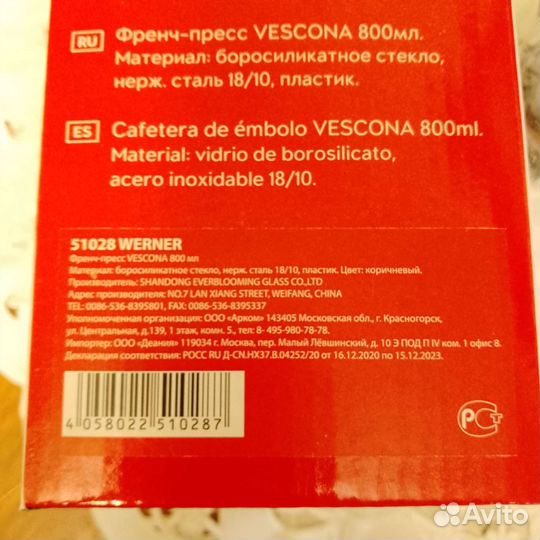 RU Френч-пресс VESCONA 800мл.
Материал: боросиликатное стекло,
нерж. сталь 18/10, пластик.
ES Cafetera de émbolo VESCONA 800ml.
Material: vidrio de borosilicato,
acero inoxidable 18/10.
51028 WERNER
Френч-пресс VESCONA 800 мл
Материал: боросиликатное стекло, нерж. сталь 18/10, пластик. Цвет: коричневый.
Производитель: SHANDONG EVERBLOOMING GLASS CO.,LTD
Адрес производителя: NO.7 LAN XIANG STREET, WEIFANG, CHINA
TEL: 0086-536-8395801, FAX: 0086-536-8395337
Уполномоченная организация: ООО «Арком» 143405 Московская обл., г. Красногорск,
ул. Центральная, д.139, 1 этаж, комн. 5., тел: 8- 495-980-78-78.
Импортер: ООО «Деания» 119034 г. Москва, пер. Малый Лёвшинский, д. 10 Э ПОД П IV ком. 1 офис 8.
Декларация соответствия: РОСС RU Д-CN.НХ37.В.04252/20 от 16.12.2020 по 15.12.2023.
4 058022 510287
РСТ
Avito